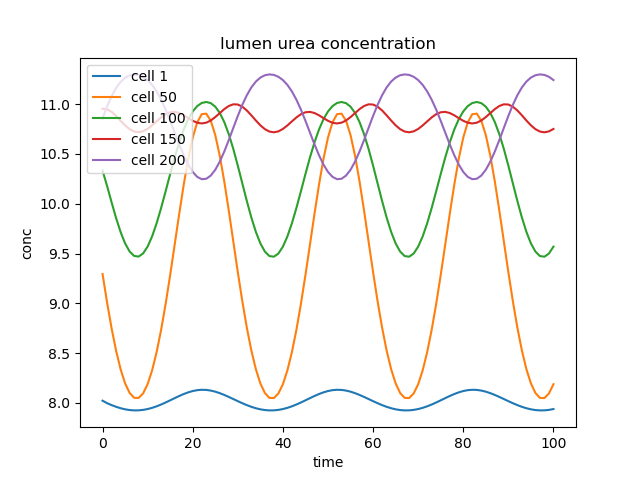 lumen urea concentration
cell 1
cell 50
cell 100
cell 150
cell 200
conc
11.0
10.5
10.0
9.5
9.0
8.5
8.0
0 20 40 60 80 100
time